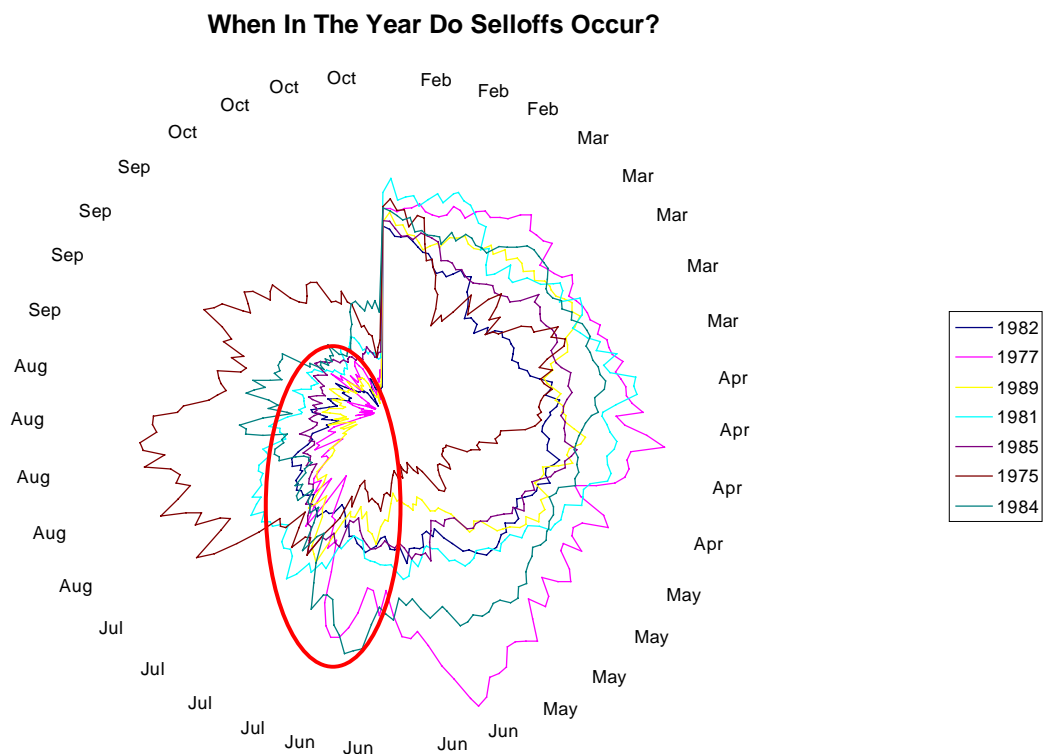 When In The Year Do Selloffs Occur?
Feb
Feb
Feb
Mar
Mar
Mar
Mar
Mar
Apr
Apr
Apr
Apr
May
May
May
May
Jun
Jun
Jun
Jun
Jul
Jul
Jul
Jul
Aug
Aug
Aug
Aug
Aug
Sep
Sep
Sep
Sep
Oct
Oct
Oct
Oct
1982
1977
1989
1981
1985
1975
1984